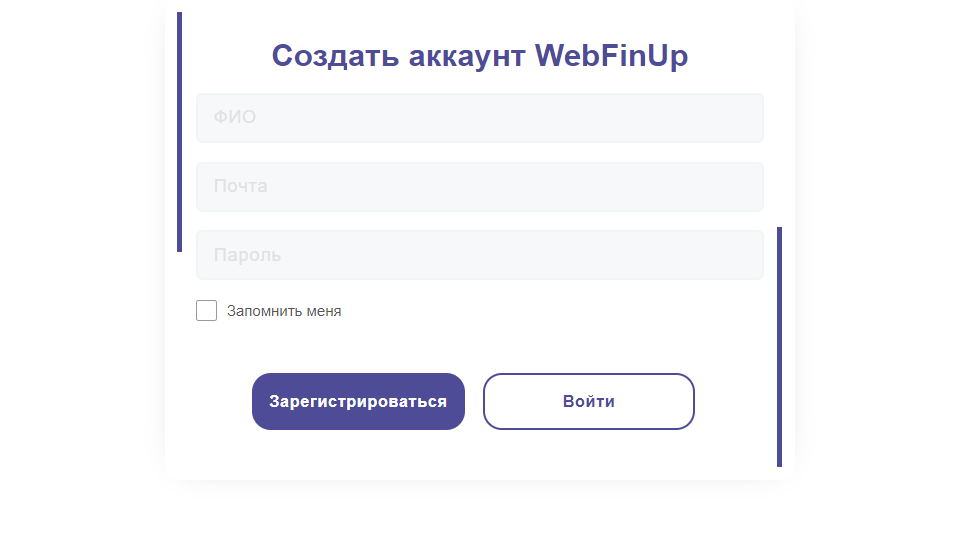 Создать аккаунт WebFinUp
ФИО
Почта
Пароль
Запомнить меня
Зарегистрироваться
Войти